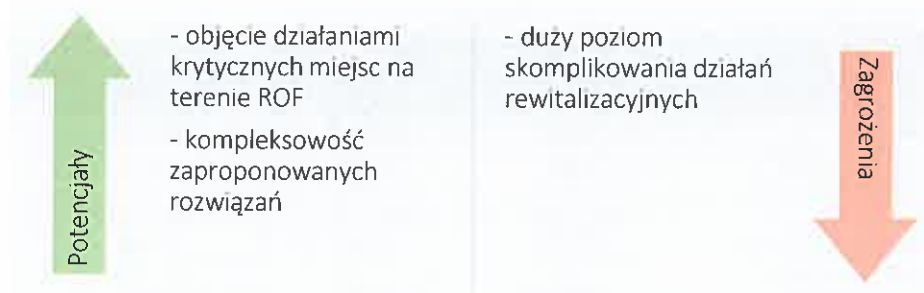 Potencjały
- objęcie działaniami
krytycznych miejsc na
terenie ROF
- kompleksowość
zaproponowanych
rozwiązań
- duży poziom
skomplikowania działań
rewitalizacyjnych
Zagrożenia